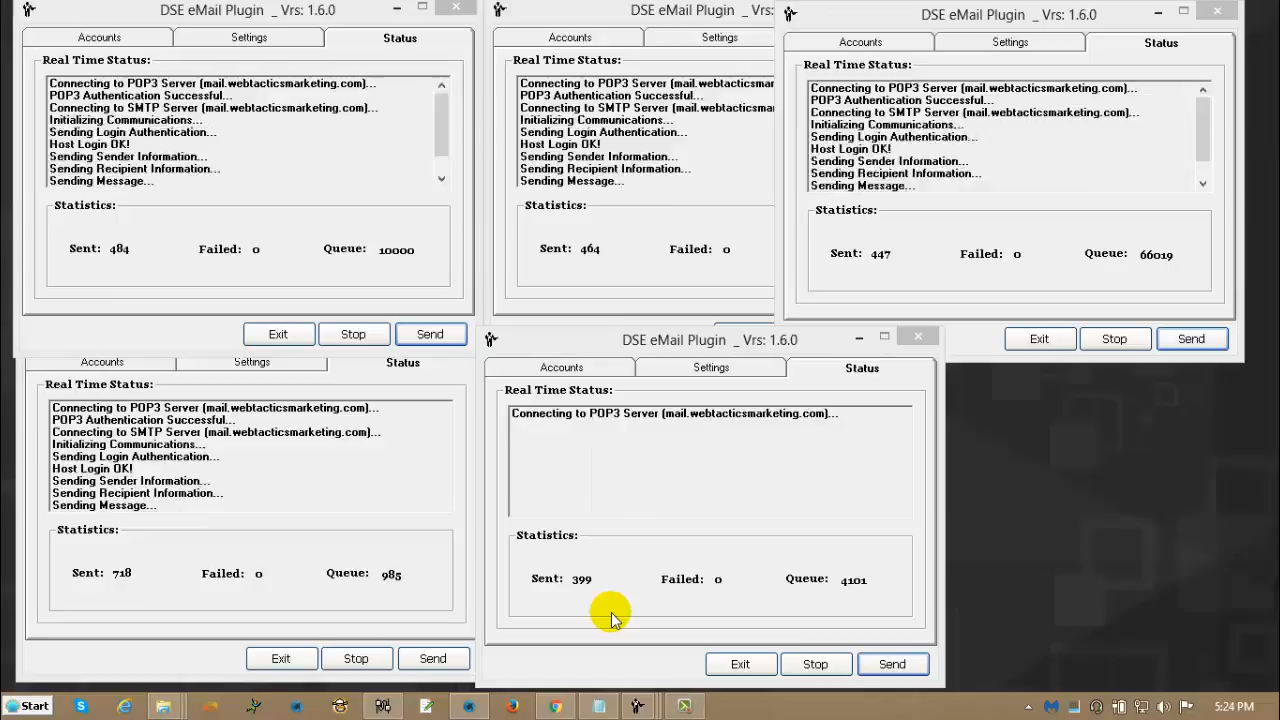 DSE eMail Plugin _ Vrs: 1.6.0
Accounts Settings Status
Real Time Status:
Connecting to POP3 Server (mail.webtacticsmarketing.com)...
POP3 Authentication Successful...
Connecting to SMTP Server (mail.webtacticsmarketing.com)...
Initializing Communications...
Sending Login Authentication...
Host Login OK!
Sending Sender Information...
Sending Recipient Information...
Sending Message...
Statistics:
Sent: 484 Failed: 0 Queue: 10000
Exit Stop Send
DSE eMail Plugin _ Vrs:
Accounts Settings
Real Time Status:
Connecting to POP3 Server (mail.webtacticsm
POP3 Authentication Successful...
Connecting to SMTP Server (mail.webtacticsm
Initializing Communications...
Sending Login Authentication...
Host Login OK!
Sending Sender Information...
Sending Recipient Information...
Sending Message...
Statistics:
Sent: 464 Failed: 0
DSE eMail Plugin _ Vrs: 1.6.0
Accounts Settings Status
Real Time Status:
Connecting to POP3 Server (mail.webtacticsmarketing.com)...
POP3 Authentication Successful...
Connecting to SMTP Server (mail.webtacticsmarketing.com)...
Initializing Communications...
Sending Login Authentication...
Host Login OK!
Sending Sender Information...
Sending Recipient Information...
Sending Message...
Statistics:
Sent: 447 Failed: 0 Queue: 66019
Exit Stop Send
Accounts Settings Status
Real Time Status:
Connecting to POP3 Server (mail.webtacticsmarketing.com)...
POP3 Authentication Successful...
Connecting to SMTP Server (mail.webtacticsmarketing.com)...
Initializing Communications...
Sending Login Authentication...
Host Login OK!
Sending Sender Information...
Sending Recipient Information...
Sending Message...
Statistics:
Sent: 718 Failed: 0 Queue: 985
Exit Stop Send
DSE eMail Plugin _ Vrs: 1.6.0
Accounts Settings Status
Real Time Status:
Connecting to POP3 Server (mail.webtacticsmarketing.com)...
Statistics:
Sent: 399 Failed: 0 Queue: 4101
Exit Stop Send
Start 5:24 PM